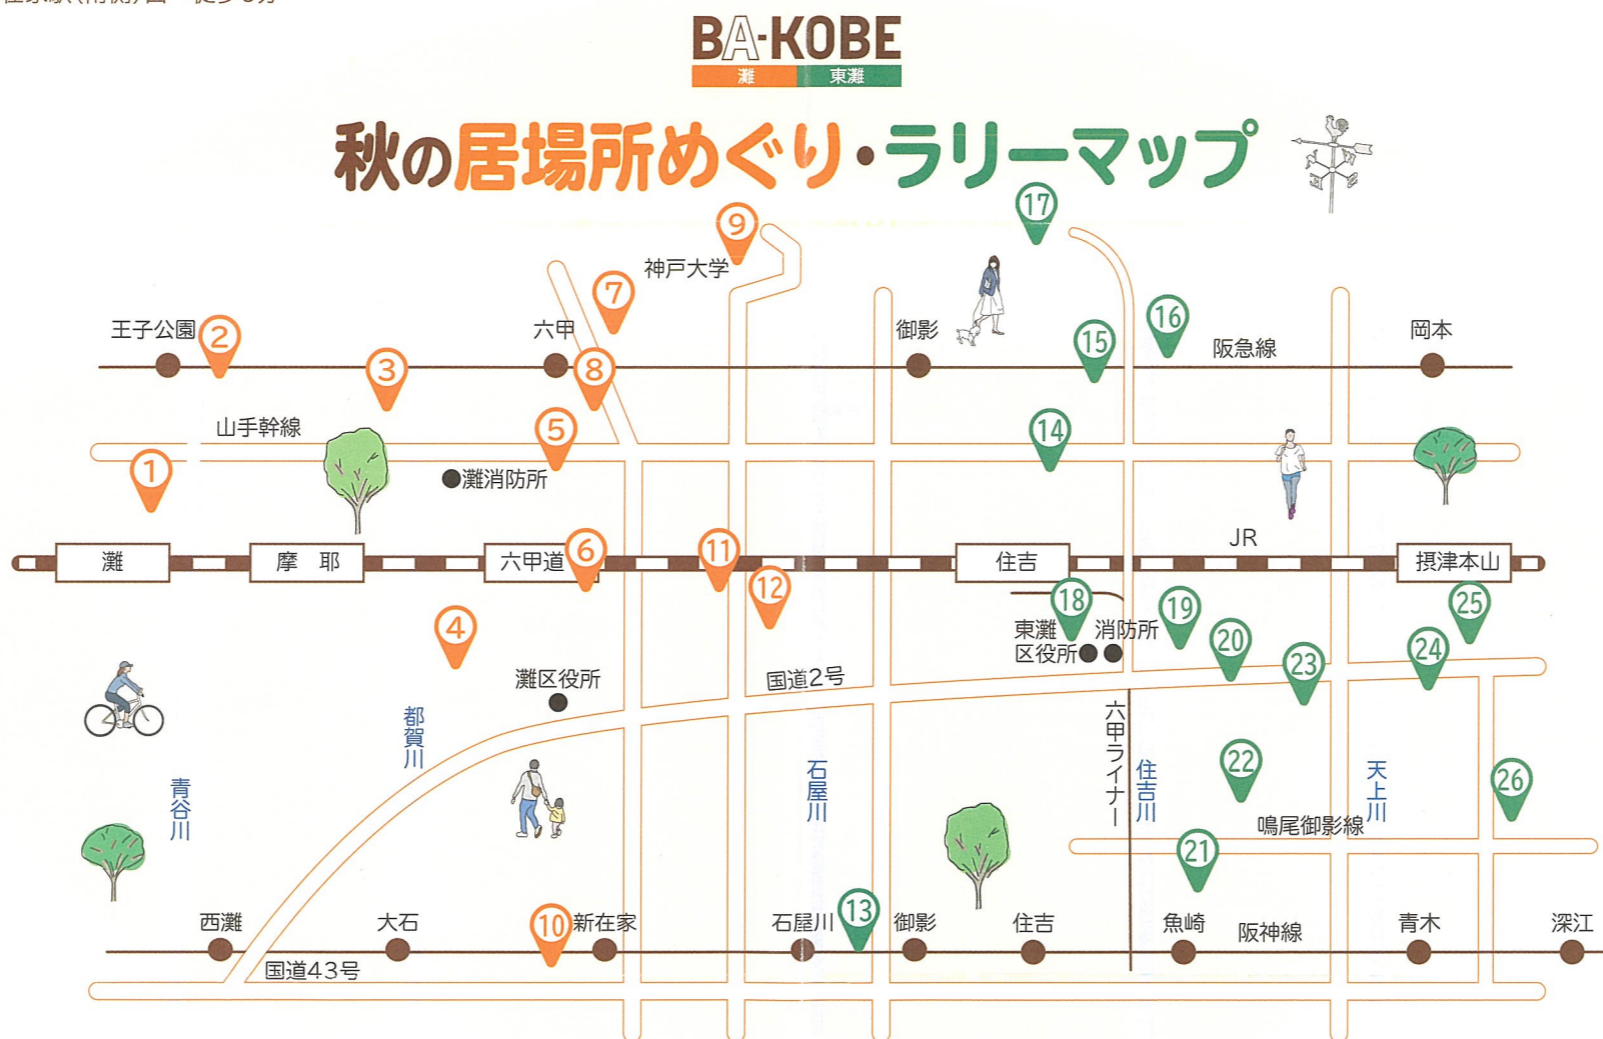 BA-KOBE
灘 東灘
秋の居場所めぐり・ラリーマップ
17
9
神戸大学
7
16
王子公園
2
六甲
御影
15
阪急線
岡本
3
8
山手幹線
5
14
1
灘消防所
JR
灘
摩 耶
六甲道
6
11
住吉
摂津本山
12
18
19
25
4
東灘
区役所
消防所
20
24
23
灘区役所
国道2号
都賀川
六甲ライナー
青谷川
石屋川
住吉川
22
天上川
26
鳴尾御影線
21
西灘
大石
10
新在家
石屋川
13
御影
住吉
魚崎
阪神線
青木
深江
国道43号